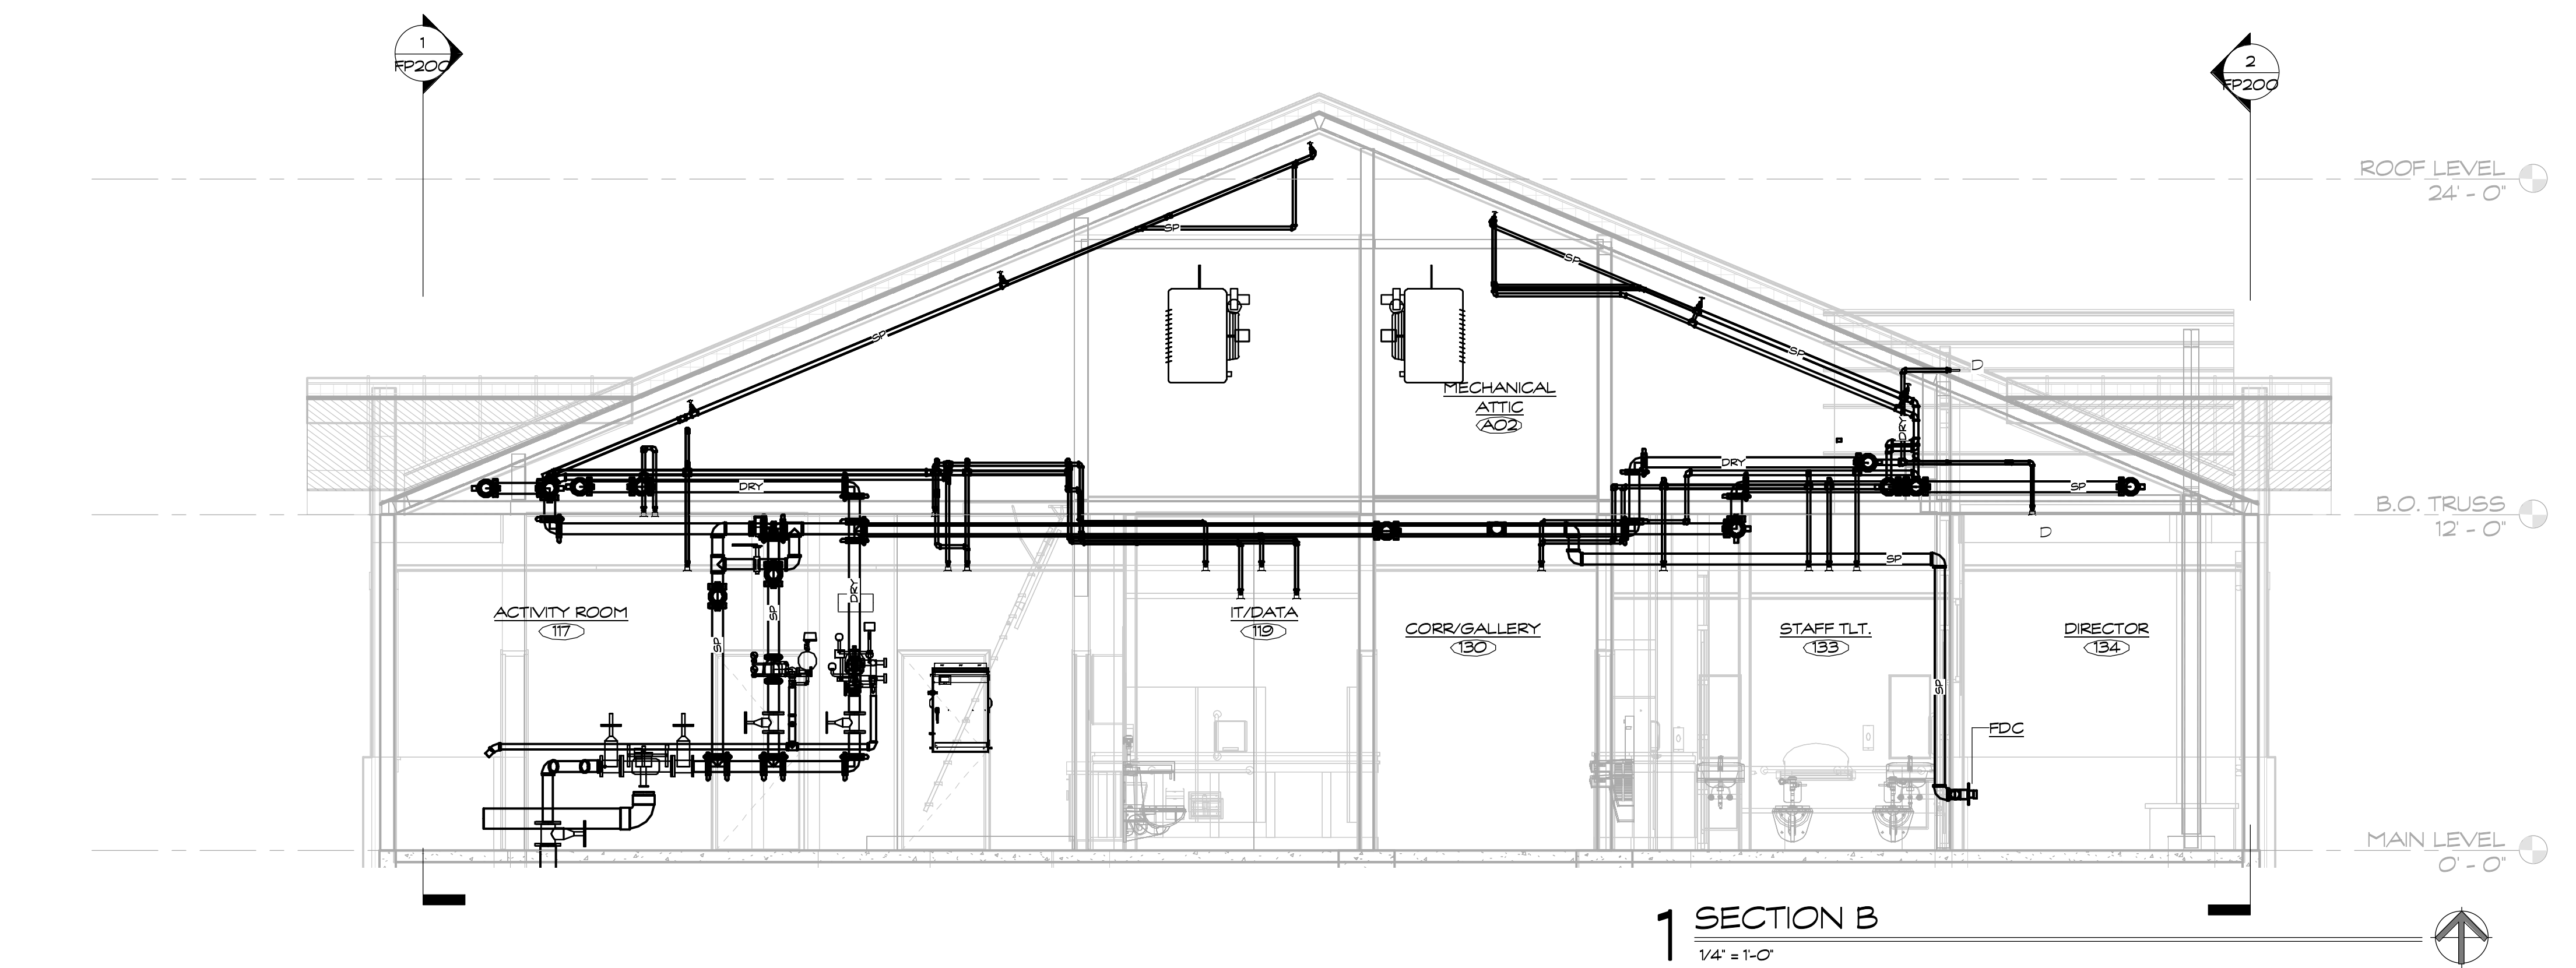 1
FP200
2
FP200
ROOF LEVEL
24' - 0"
SP
SP
SP
SP
D
MECHANICAL
ATTIC
A02
DRY
DRY
DRY
SP
B.O. TRUSS
12' - 0"
D
SP
DRY
SP
SP
ACTIVITY ROOM
117
IT/DATA
119
CORR/GALLERY
130
STAFF TLT.
133
DIRECTOR
134
SP
FDC
MAIN LEVEL
0' - 0"
1 SECTION B
1/4" = 1'-0"